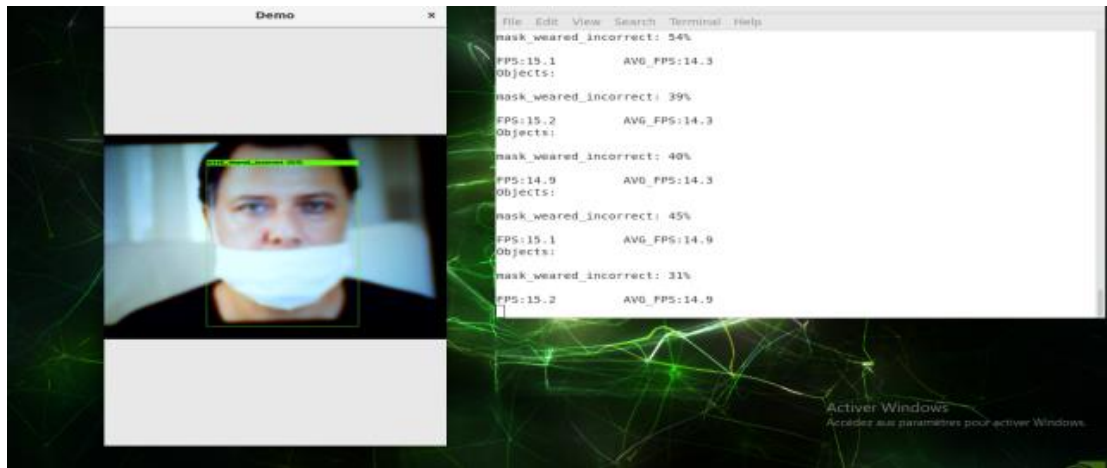 Demo ×
mask_weared_incorrect
File Edit View Search Terminal Help
mask_weared_incorrect: 54%
FPS:15.1 AVG_FPS:14.3
Objects:
mask_weared_incorrect: 39%
FPS:15.2 AVG_FPS:14.3
Objects:
mask_weared_incorrect: 40%
FPS:14.9 AVG_FPS:14.3
Objects:
mask_weared_incorrect: 45%
FPS:15.1 AVG_FPS:14.9
Objects:
mask_weared_incorrect: 31%
FPS:15.2 AVG_FPS:14.9
Activer Windows
Accédez aux paramètres pour activer Windows.